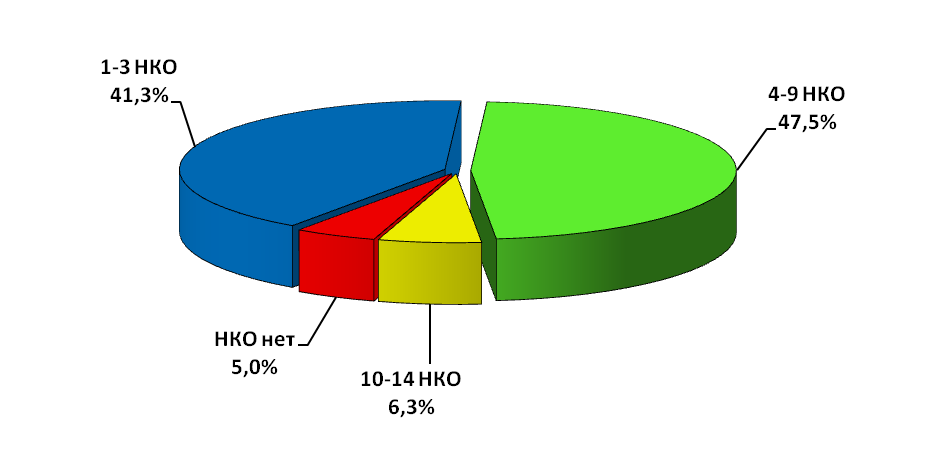 1-3 НКО
41,3%
4-9 НКО
47,5%
НКО нет
5,0%
10-14 НКО
6,3%